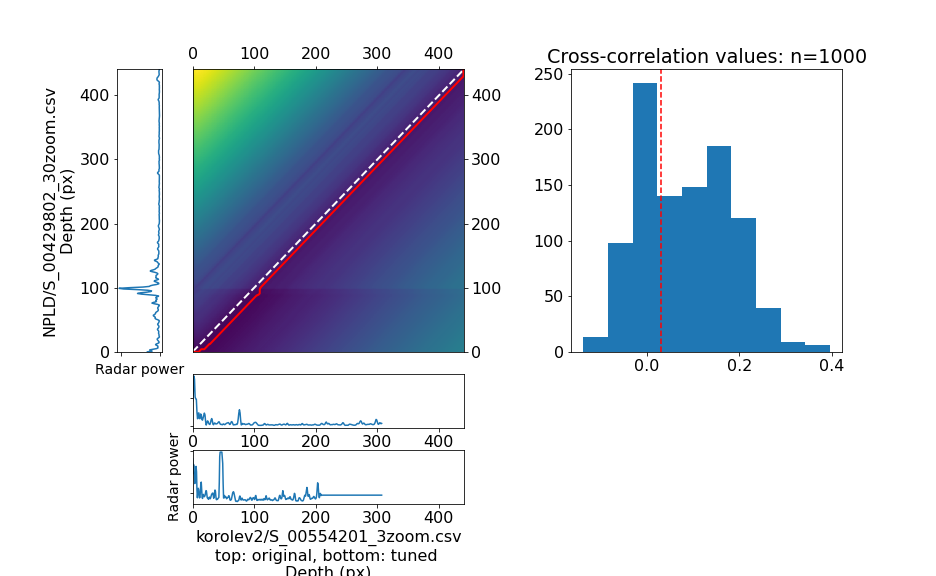 Cross-correlation values: n=1000
0 100 200 300 400
NPLD/S_00429802_30zoom.csv
Depth (px)
400
300
200
100
0
Radar power
400
300
200
100
0
250
200
150
100
50
0
0.0 0.2 0.4
0 100 200 300 400
Radar power
0 100 200 300 400
korolev2/S_00554201_3zoom.csv
top: original, bottom: tuned
Depth (px)